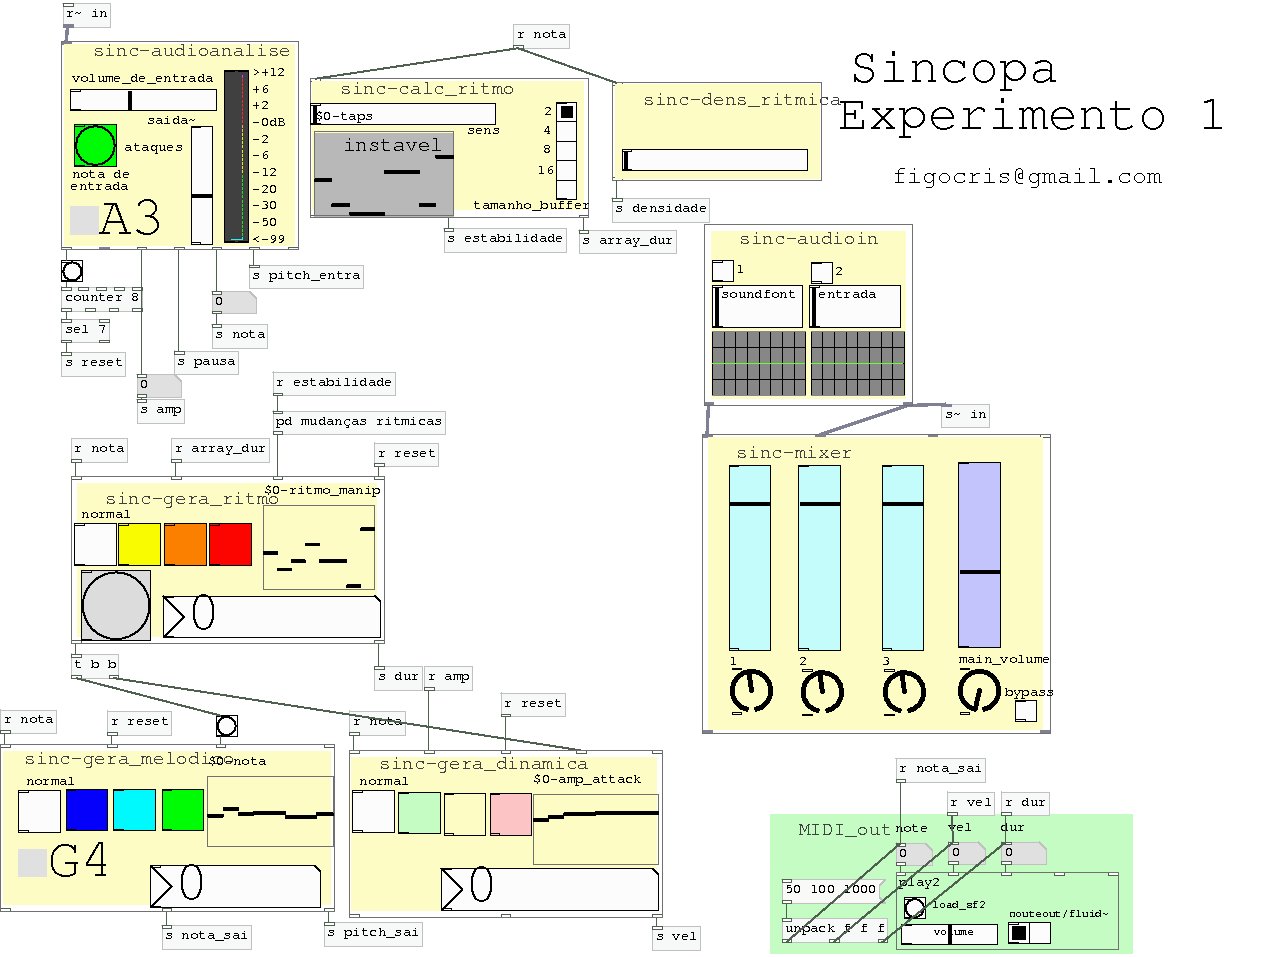 r~ in
sinc-audioanalise
volume_de_entrada
saida~
ataques
nota de
entrada
A3
>+12
+6
+2
-0dB
-2
-6
-12
-20
-30
-50
<-99
r nota
sinc-calc_ritmo
$0-taps
sens
instavel
2
4
8
16
tamanho_buffer
sinc-dens_ritmica
Sincopa
Experimento 1
figocris@gmail.com
s densidade
s estabilidade
s array_dur
s pitch_entra
counter 8
0
sel 7
s nota
s reset
s pausa
0
s amp
sinc-audioin
1
2
soundfont
entrada
s~ in
r estabilidade
pd mudanças ritmicas
r nota
r array_dur
r reset
sinc-gera_ritmo
$0-ritmo_manip
normal
0
sinc-mixer
1
2
3
main_volume
bypass
t b b
s dur
r amp
r nota
r reset
r nota
r reset
sinc-gera_melodico
$0-nota
normal
G4
0
s nota_sai
s pitch_sai
sinc-gera_dinamica
$0-amp_attack
normal
0
s vel
r nota_sai
r vel
r dur
MIDI_out
note
vel
dur
0
0
0
50 100 1000
play2
load_sf2
unpack f f f
volume
noteout/fluid~